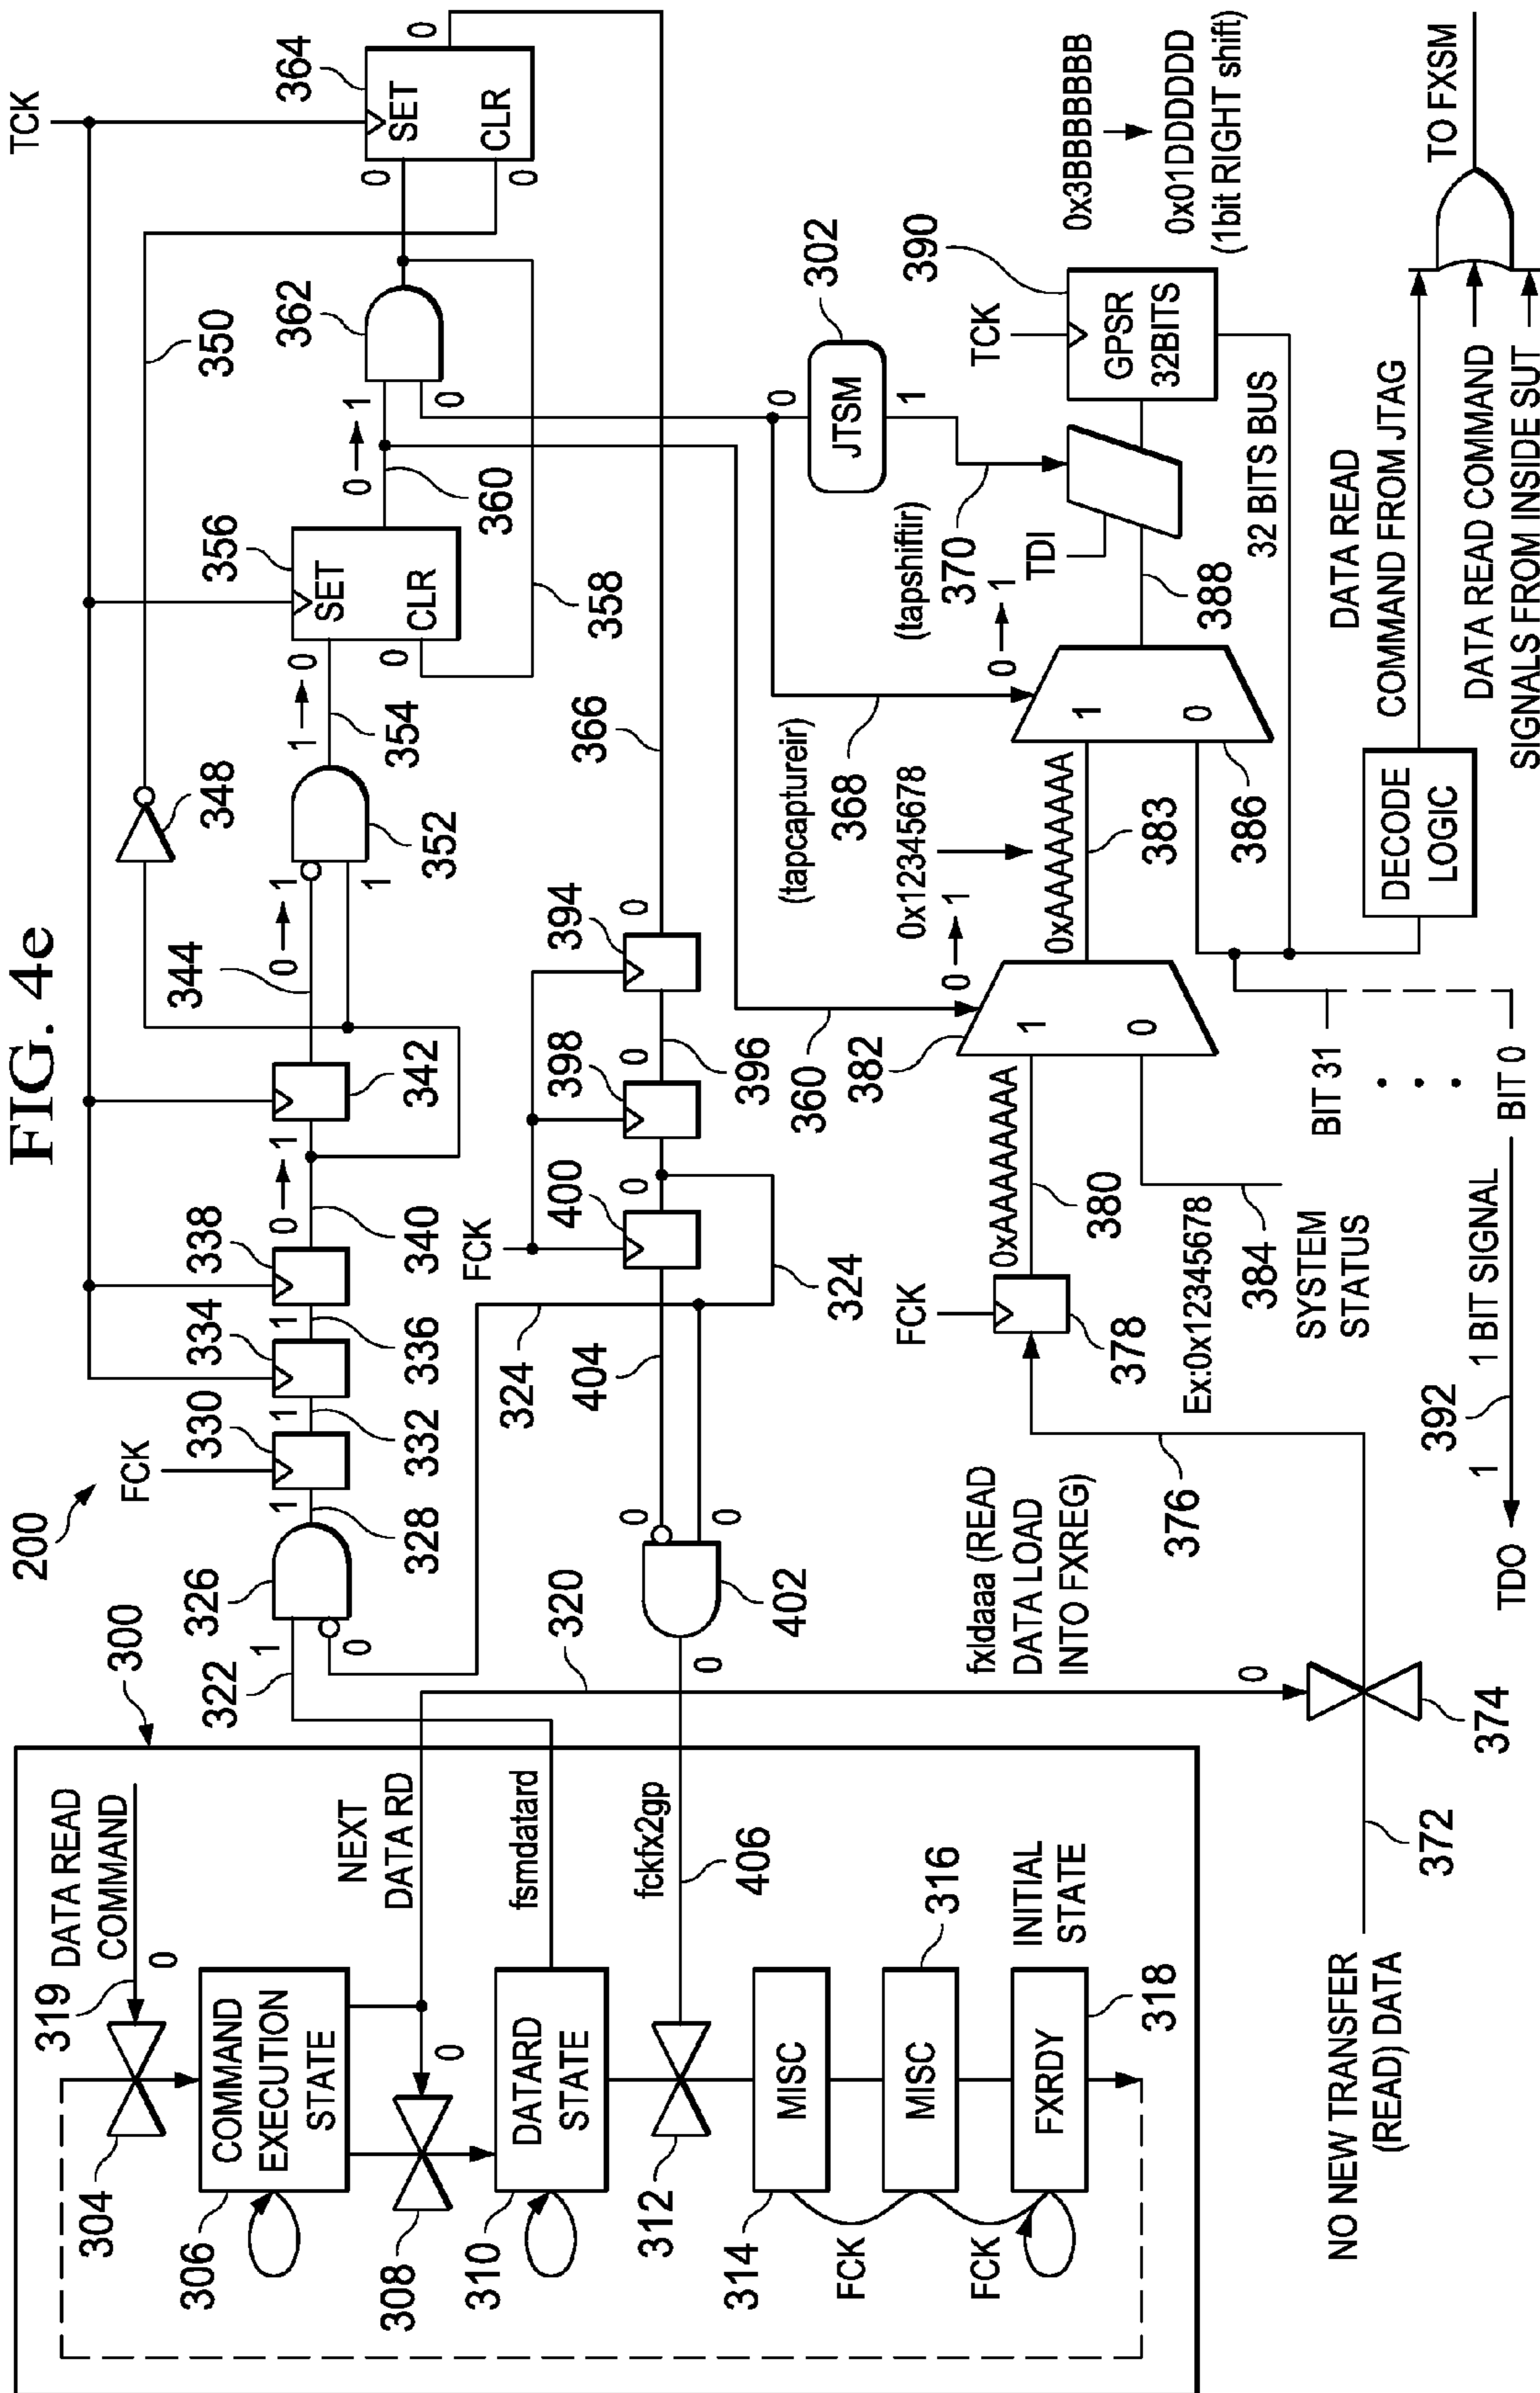 FIG. 4e
200
300
DATA READ
COMMAND
319
0
304
COMMAND
EXECUTION
STATE
306
NEXT
DATA RD
0
308
DATARD
STATE
310
fsmdatard
312
fckfx2gp
406
MISC
314
FCK
MISC
316
FCK
INITIAL
STATE
FXRDY
318
322
1
326
0
320
1
328
FCK
330
1
332
334
1
336
338
0 → 1
340
342
344
0 → 1
1
348
352
350
1 → 0
354
356
SET
CLR
0
358
0 → 1
360
0
362
TCK
364
0
SET
CLR
0
0
366
FCK
394
0
396
398
0
400
0
324
324
404
0
0
402
0
0
374
372
NO NEW TRANSFER
(READ) DATA
376
fxldaaa (READ
DATA LOAD
INTO FXREG)
FCK
378
0xAAAAAAAA
380
Ex:0x12345678
384
SYSTEM
STATUS
360
382
0 → 1
1
0
0x12345678
0xAAAAAAAA
383
(tapcaptureir)
368
0 → 1
1
0
386
388
(tapshiftir)
370
TDI
0
JTSM
302
1
TCK
390
GPSR
32BITS
32 BITS BUS
0x3BBBBBBB
→
0x01DDDDDD
(1bit RIGHT shift)
BIT 31
BIT 0
1 BIT SIGNAL
392
1
TDO
DECODE
LOGIC
DATA READ
COMMAND FROM JTAG
DATA READ COMMAND
SIGNALS FROM INSIDE SUT
TO FXSM